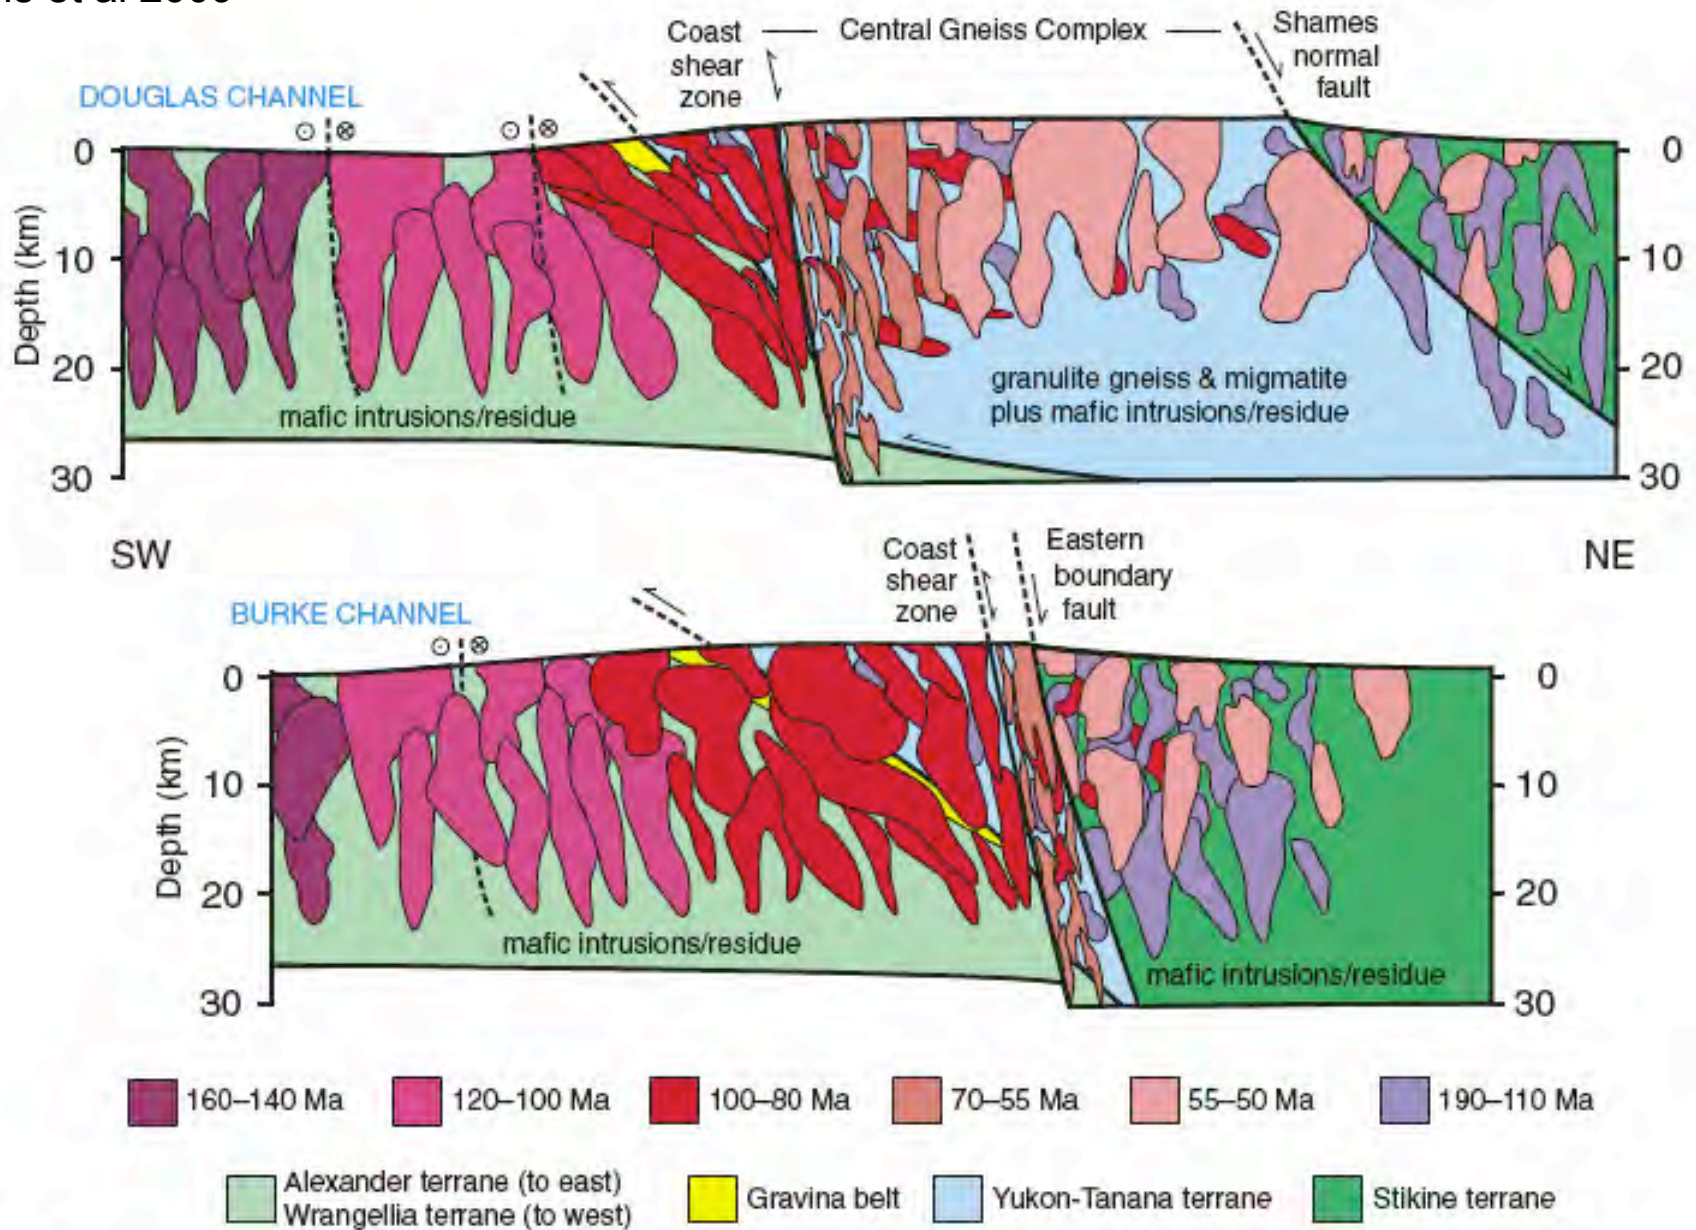 Coast
shear
zone
Central Gneiss Complex
Shames
normal
fault
DOUGLAS CHANNEL
0
10
20
30
Depth (km)
0
10
20
30
mafic intrusions/residue
granulite gneiss & migmatite
plus mafic intrusions/residue
SW
NE
Coast
shear
zone
Eastern
boundary
fault
BURKE CHANNEL
0
10
20
30
Depth (km)
0
10
20
30
mafic intrusions/residue
mafic intrusions/residue
160–140 Ma
120–100 Ma
100–80 Ma
70–55 Ma
55–50 Ma
190–110 Ma
Alexander terrane (to east)
Wrangellia terrane (to west)
Gravina belt
Yukon-Tanana terrane
Stikine terrane